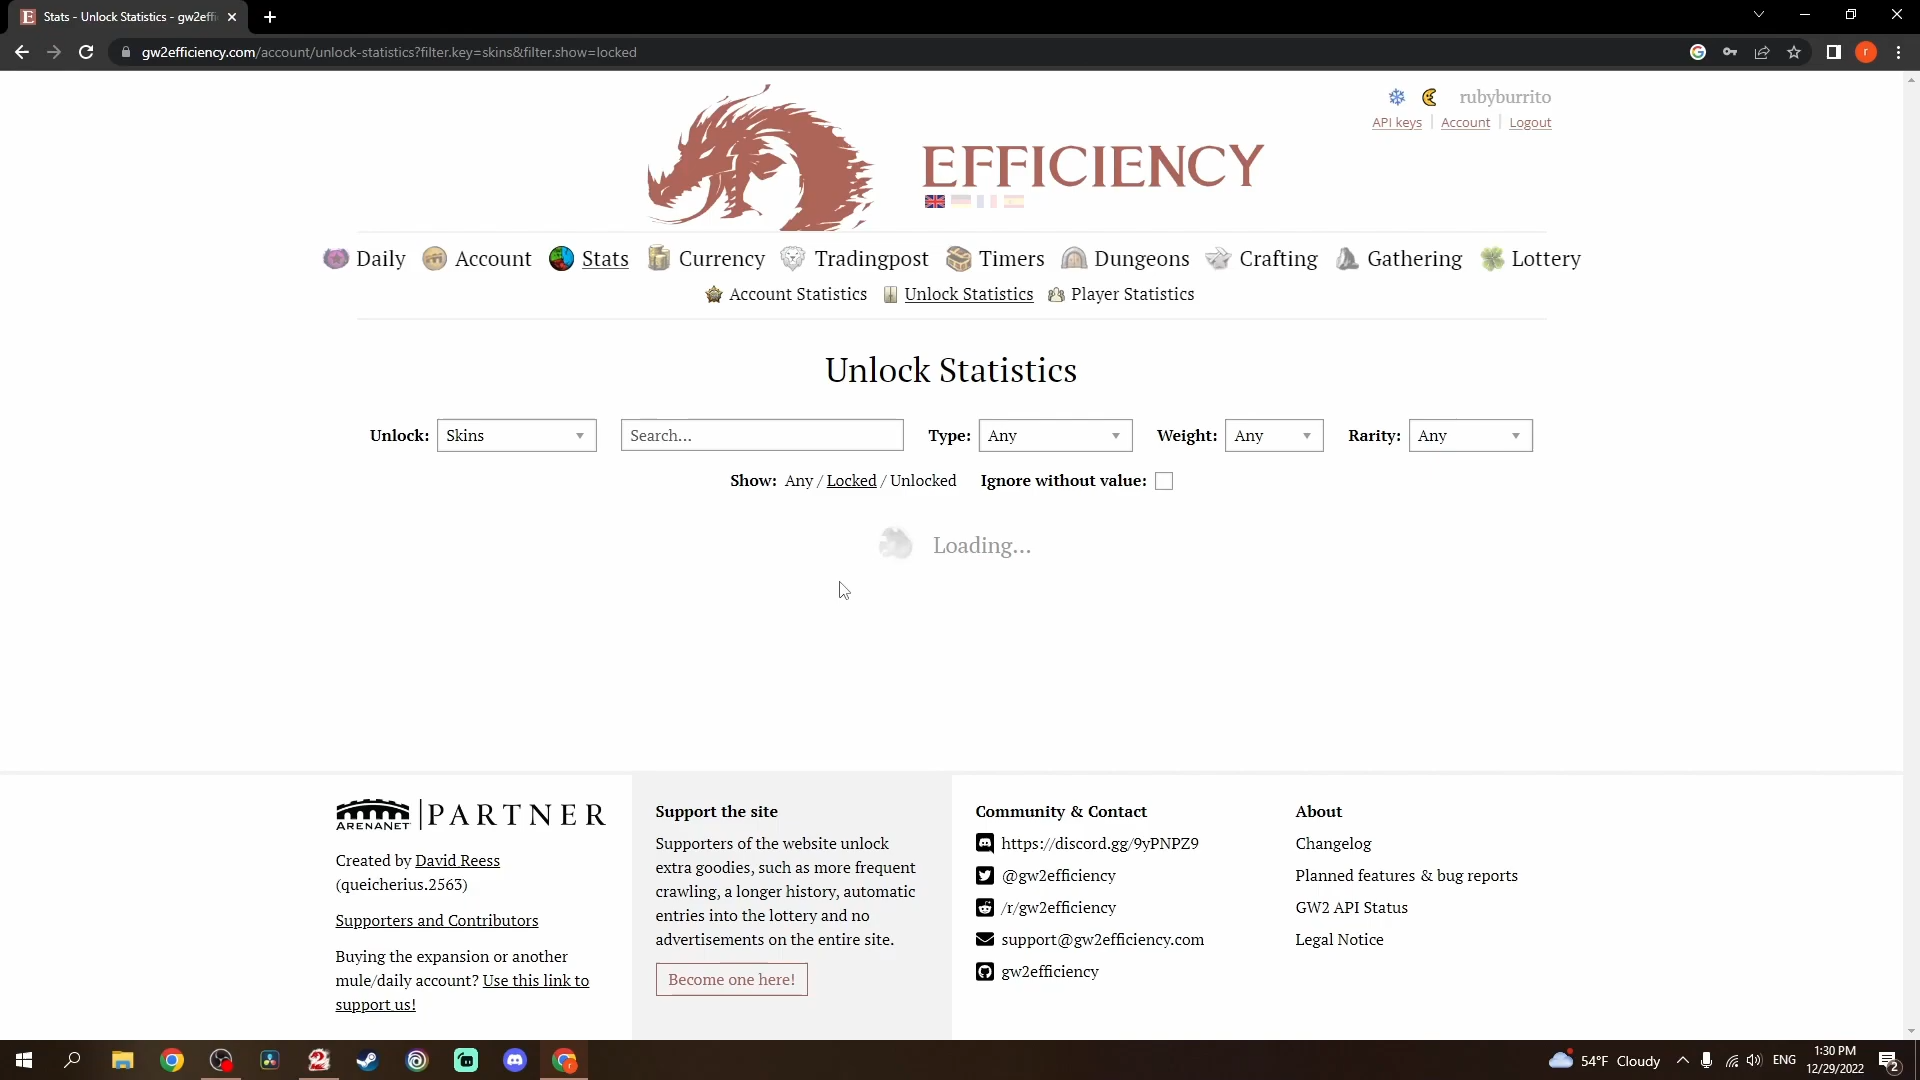 Stats - Unlock Statistics - gw2effi
gw2efficiency.com/account/unlock-statistics?filter.key=skins&filter.show=locked
r
rubyburrito
API keys | Account | Logout
EFFICIENCY
Daily Account Stats Currency Tradingpost Timers Dungeons Crafting Gathering Lottery
Account Statistics Unlock Statistics Player Statistics
Unlock Statistics
Unlock: Skins Search... Type: Any Weight: Any Rarity: Any
Show: Any / Locked / Unlocked Ignore without value:
Loading...
ARENANET PARTNER
Created by David Reess
(queicherius.2563)
Supporters and Contributors
Buying the expansion or another
mule/daily account? Use this link to
support us!
Support the site
Supporters of the website unlock
extra goodies, such as more frequent
crawling, a longer history, automatic
entries into the lottery and no
advertisements on the entire site.
Become one here!
Community & Contact
https://discord.gg/9yPNPZ9
@gw2efficiency
/r/gw2efficiency
support@gw2efficiency.com
gw2efficiency
About
Changelog
Planned features & bug reports
GW2 API Status
Legal Notice
54°F Cloudy
ENG
1:30 PM
12/29/2022
2